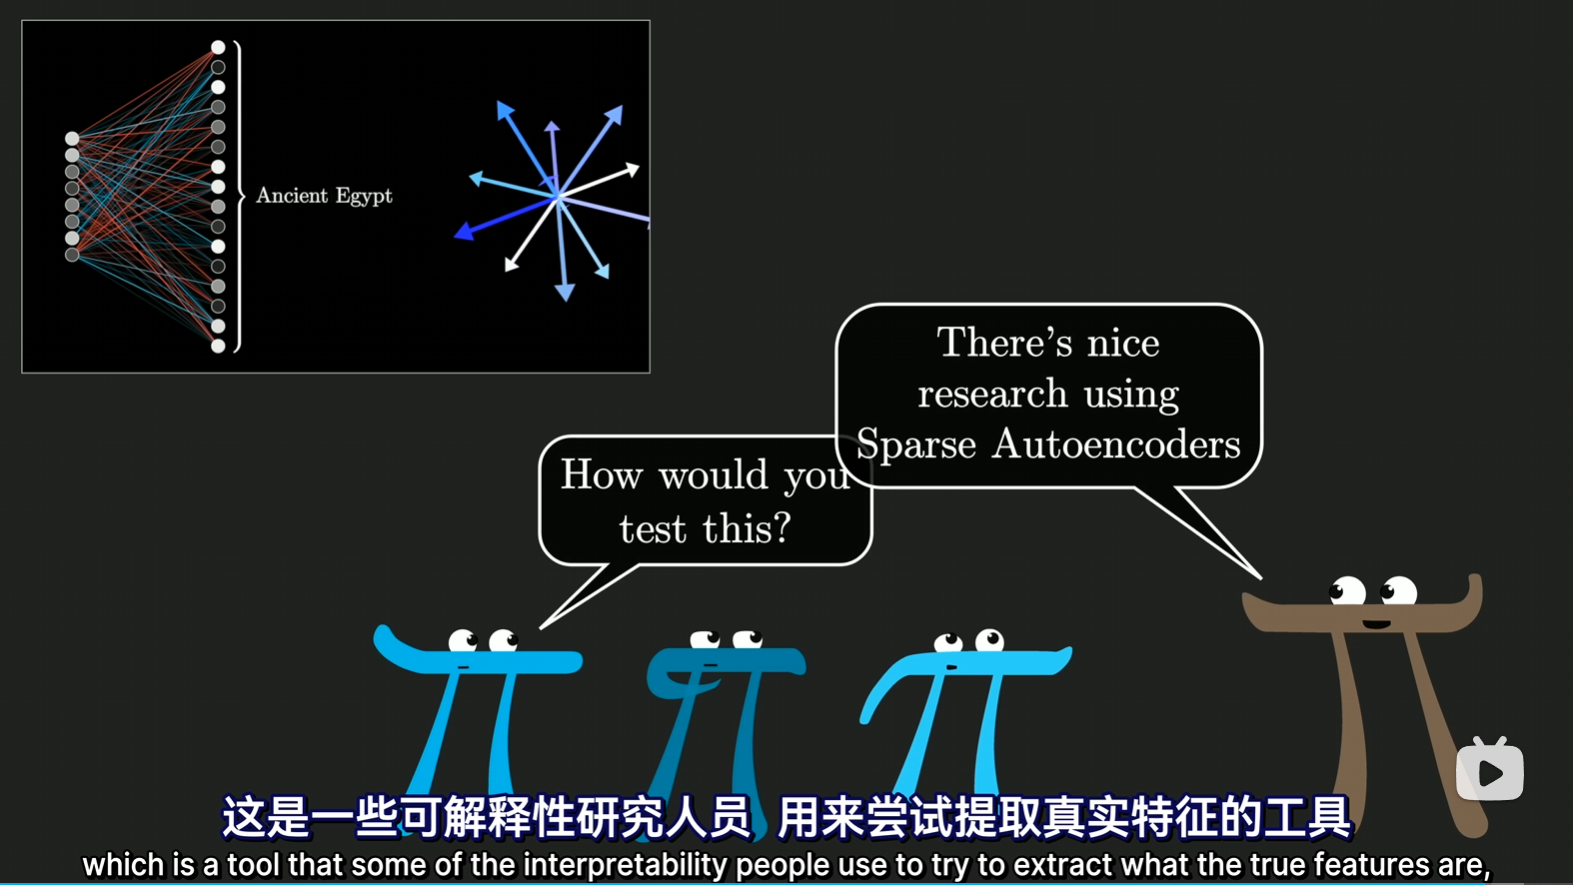 Ancient Egypt
There's nice
research using
Sparse Autoencoders
How would you
test this?
这是一些可解释性研究人员 用来尝试提取真实特征的工具
which is a tool that some of the interpretability people use to try to extract what the true features are,